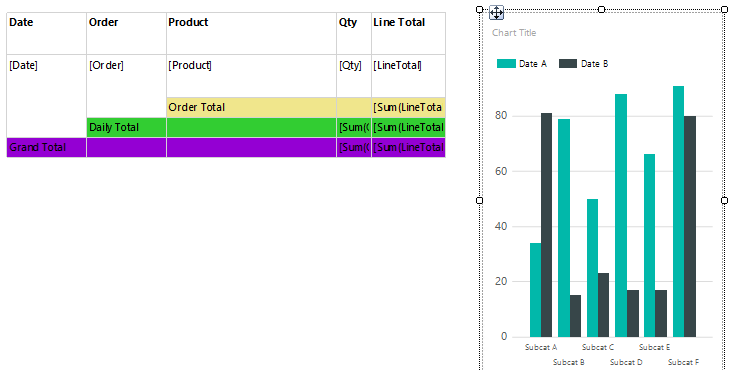 Date Order Product Qty Line Total
[Date] [Order] [Product] [Qty] [LineTotal]
Order Total [Sum(LineTota
Daily Total [Sum(Q [Sum(LineTotal
Grand Total [Sum(Q [Sum(LineTotal
Chart Title
Date A Date B
80
60
40
20
0
Subcat A Subcat C Subcat E
Subcat B Subcat D Subcat F